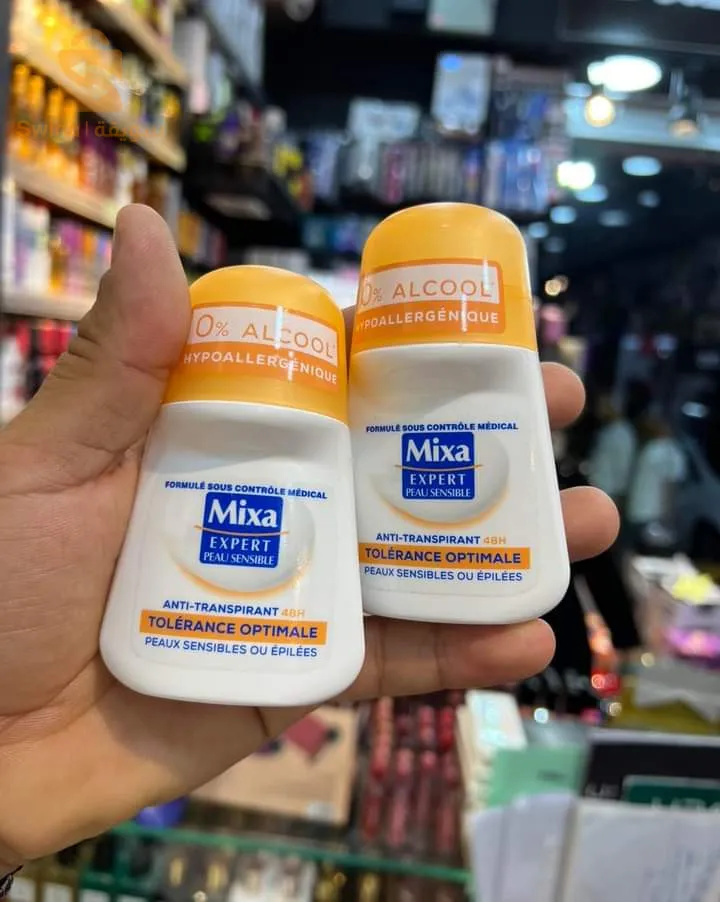 0% ALCOOL*
HYPOALLERGÉNIQUE
FORMULÉ SOUS CONTRÔLE MÉDICAL
Mixa
EXPERT
PEAU SENSIBLE
ANTI-TRANSPIRANT 48H
TOLÉRANCE OPTIMALE
PEAUX SENSIBLES OU ÉPILÉES
0% ALCOOL*
HYPOALLERGÉNIQUE
FORMULÉ SOUS CONTRÔLE MÉDICAL
Mixa
EXPERT
PEAU SENSIBLE
ANTI-TRANSPIRANT 48H
TOLÉRANCE OPTIMALE
PEAUX SENSIBLES OU ÉPILÉES